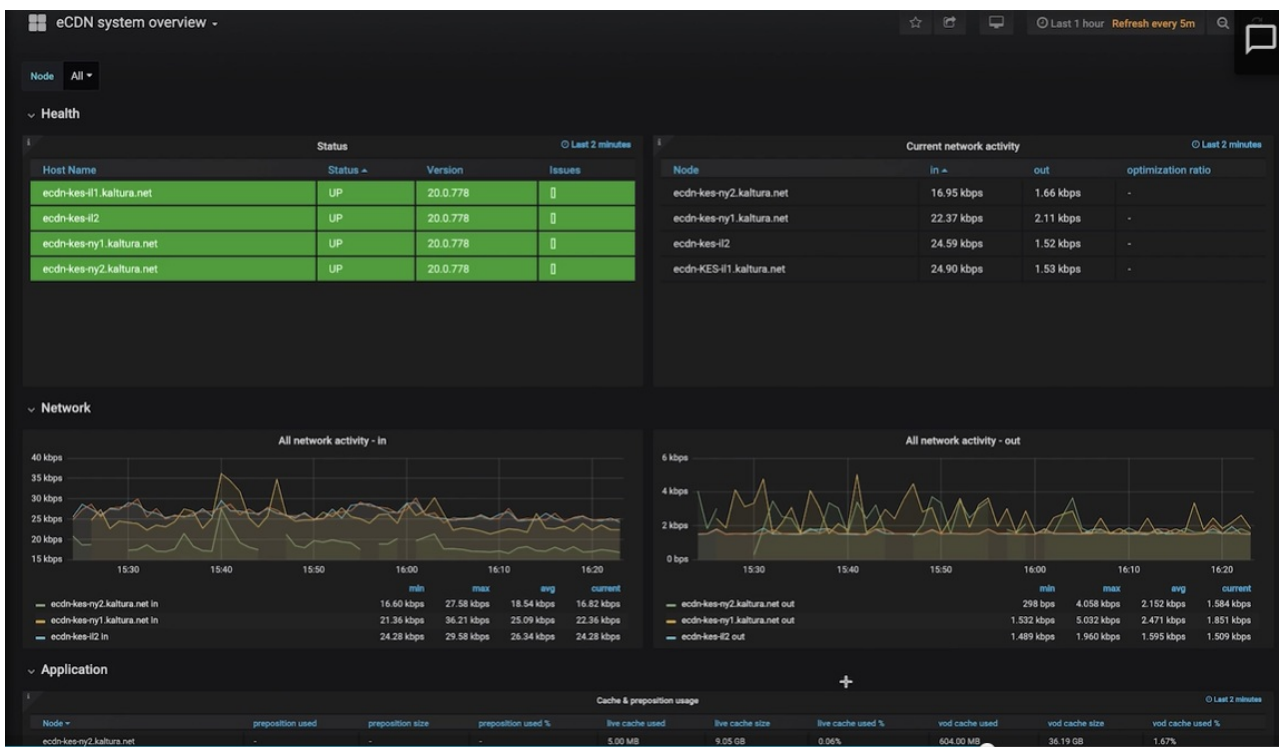 eCDN system overview
Last 1 hour Refresh every 5m
Node All
Health
Status
Last 2 minutes
Host Name Status Version Issues
ecdn-kes-il1.kaltura.net UP 20.0.778 []
ecdn-kes-il2 UP 20.0.778 []
ecdn-kes-ny1.kaltura.net UP 20.0.778 []
ecdn-kes-ny2.kaltura.net UP 20.0.778 []
Current network activity
Last 2 minutes
Node in out optimization ratio
ecdn-kes-ny2.kaltura.net 16.95 kbps 1.66 kbps -
ecdn-kes-ny1.kaltura.net 22.37 kbps 2.11 kbps -
ecdn-kes-il2 24.59 kbps 1.52 kbps -
ecdn-KES-il1.kaltura.net 24.90 kbps 1.53 kbps -
Network
All network activity - in
40 kbps
35 kbps
30 kbps
25 kbps
20 kbps
15 kbps
15:30 15:40 15:50 16:00 16:10 16:20
min max avg current
ecdn-kes-ny2.kaltura.net in 16.60 kbps 27.58 kbps 18.54 kbps 16.82 kbps
ecdn-kes-ny1.kaltura.net in 21.36 kbps 36.21 kbps 25.09 kbps 22.36 kbps
ecdn-kes-il2 in 24.28 kbps 29.58 kbps 26.34 kbps 24.28 kbps
All network activity - out
6 kbps
4 kbps
2 kbps
0 bps
15:30 15:40 15:50 16:00 16:10 16:20
min max avg current
ecdn-kes-ny2.kaltura.net out 298 bps 4.058 kbps 2.152 kbps 1.584 kbps
ecdn-kes-ny1.kaltura.net out 1.532 kbps 5.032 kbps 2.471 kbps 1.851 kbps
ecdn-kes-il2 out 1.489 kbps 1.960 kbps 1.595 kbps 1.509 kbps
Application
Cache & preposition usage
Last 2 minutes
Node preposition used preposition size preposition used % live cache used live cache size live cache used % vod cache used vod cache size vod cache used %
ecdn-kes-ny2.kaltura.net - - - 5.00 MB 9.05 GB 0.06% 604.00 MB 36.19 GB 1.67%